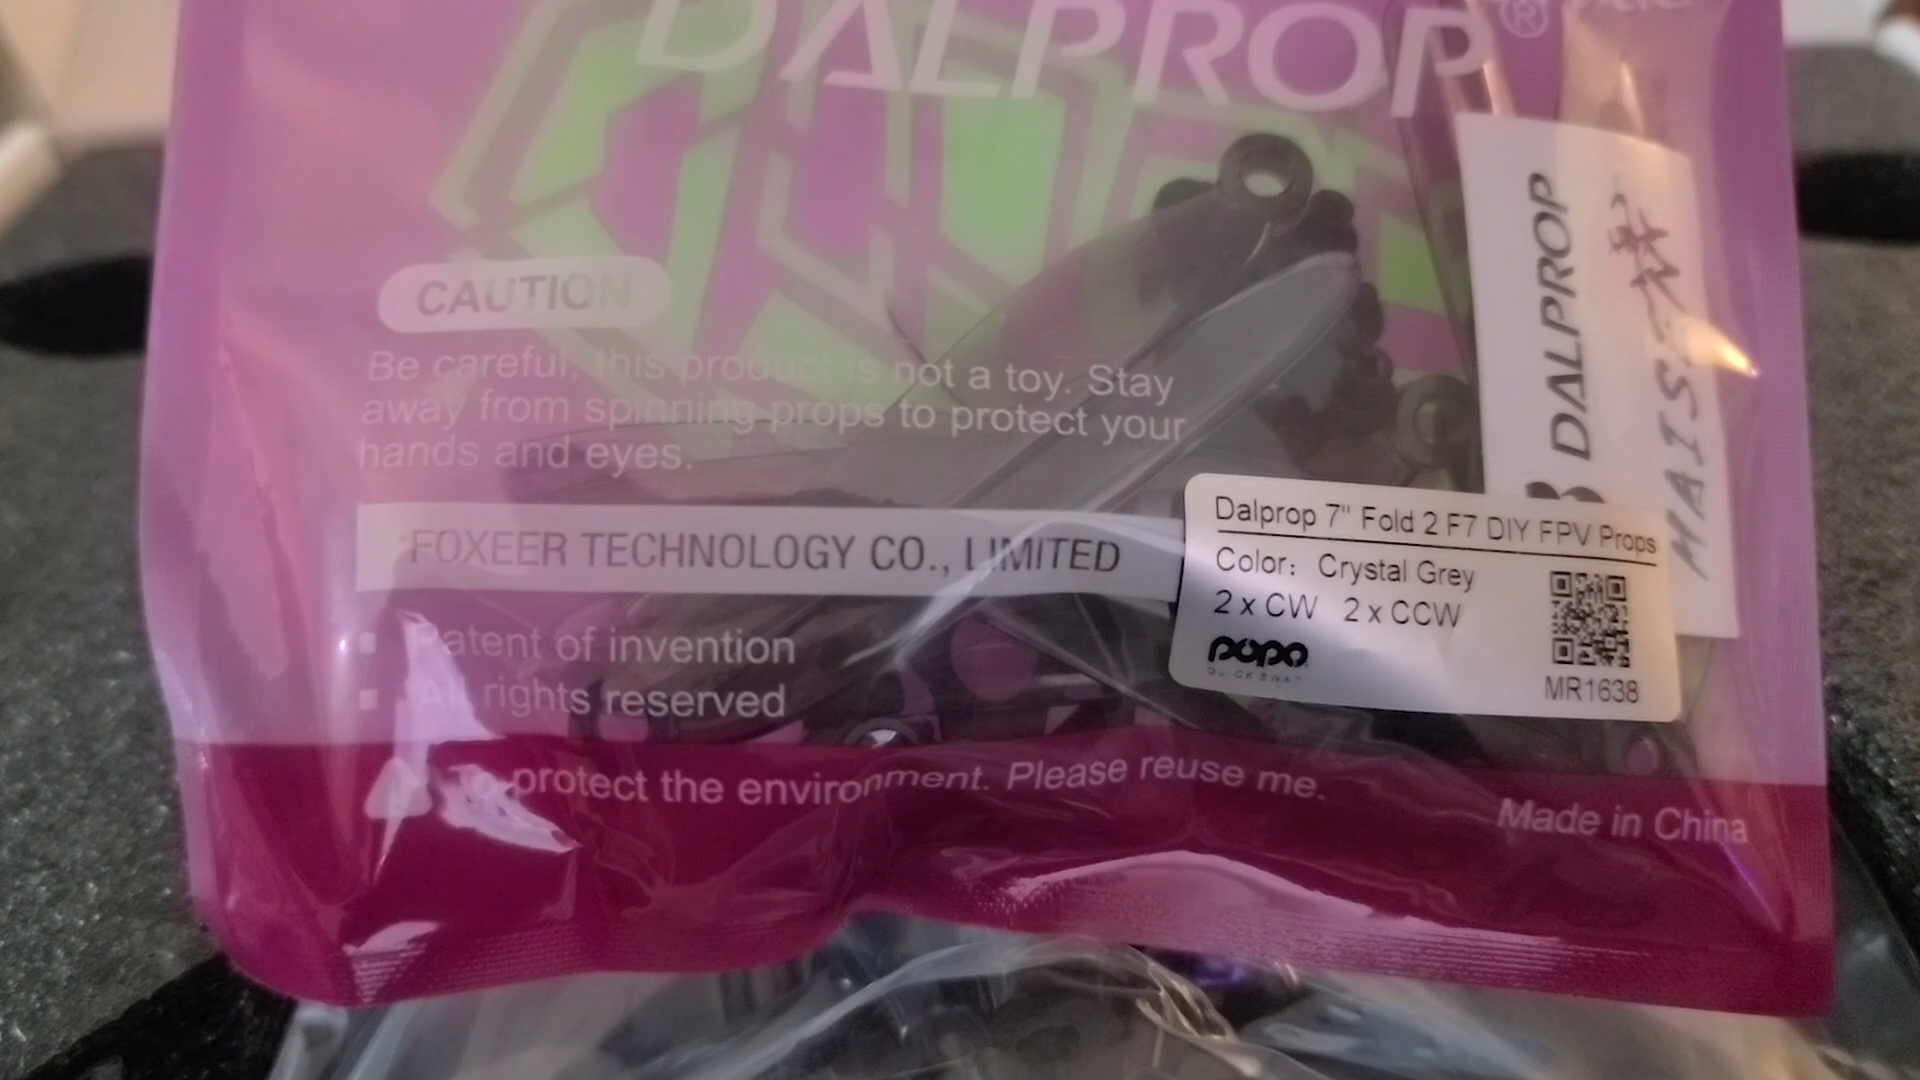 DALPROP®
CAUTION
Be careful, this product is not a toy. Stay
away from spinning props to protect your
hands and eyes.
FOXEER TECHNOLOGY CO., LIMITED
Patent of invention
All rights reserved
To protect the environment. Please reuse me.
Made in China
DALPROP
MAIS
Dalprop 7" Fold 2 F7 DIY FPV Props
Color: Crystal Grey
2 x CW 2 x CCW
popo
QUICK SWAP
MR1638